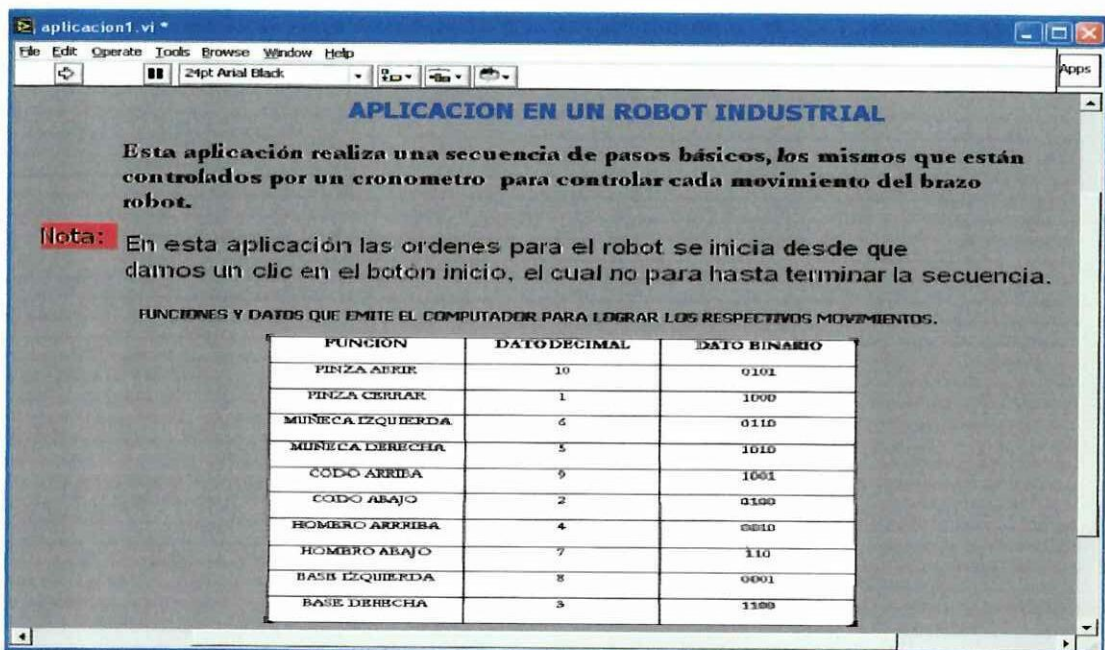 aplicacion1.vi *
File Edit Operate Tools Browse Window Help
24pt Arial Black
Apps
APLICACION EN UN ROBOT INDUSTRIAL
Esta aplicación realiza una secuencia de pasos básicos, los mismos que están
controlados por un cronometro para controlar cada movimiento del brazo
robot.
Nota: En esta aplicación las ordenes para el robot se inicia desde que
damos un clic en el botón inicio, el cual no para hasta terminar la secuencia.
FUNCIONES Y DATOS QUE EMITE EL COMPUTADOR PARA LOGRAR LOS RESPECTIVOS MOVIMIENTOS.
FUNCION DATO DECIMAL DATO BINARIO
PINZA ABRIR 10 0101
PINZA CERRAR 1 1000
MUÑECA IZQUIERDA 6 0110
MUÑECA DERECHA 5 1010
CODO ARRIBA 9 1001
CODO ABAJO 2 0100
HOMBRO ARRRIBA 4 0010
HOMBRO ABAJO 7 110
BASE IZQUIERDA 8 0001
BASE DERECHA 3 1100